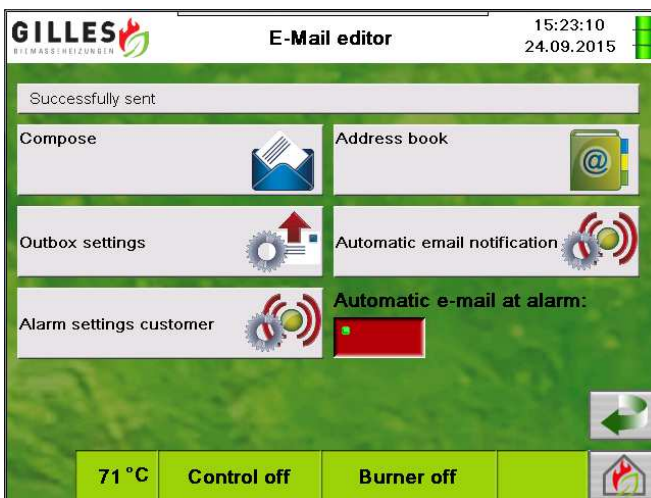 GILLES
BIEMASSEHEIZUNGEN
E-Mail editor
15:23:10
24.09.2015
Successfully sent
Compose
Address book
@
Outbox settings
Automatic email notification
Alarm settings customer
Automatic e-mail at alarm:
71°C
Control off
Burner off